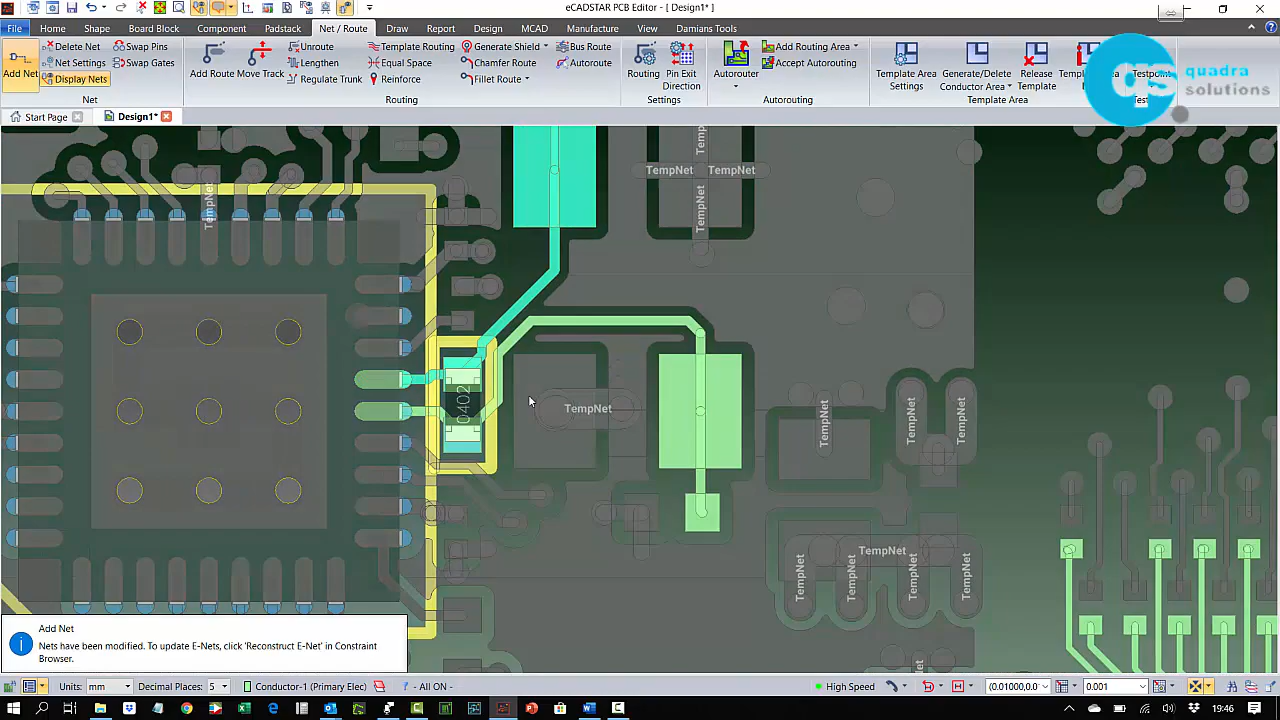 eCADSTAR PCB Editor - [ Design1* ]
File Home Shape Board Block Component Padstack Net / Route Draw Report Design MCAD Manufacture View Damians Tools
Add Net
Delete Net
Net Settings
Display Nets
Swap Pins
Swap Gates
Net
Add Route
Move Track
Unroute
Length
Regulate Trunk
Template Routing
Equal Space
Reinforce
Generate Shield
Chamfer Route
Fillet Route
Bus Route
Autoroute
Routing
Routing
Pin Exit
Direction
Settings
Autorouter
Add Routing Area
Accept Autorouting
Autorouting
Template Area
Settings
Generate/Delete
Conductor Area
Release
Template
Template Area
quadra
solutions
Start Page
Design1*
TempNet
TempNet
TempNet
TempNet
TempNet
0402
TempNet
TempNet
TempNet
TempNet
TempNet
TempNet
TempNet
TempNet
TempNet
Add Net
Nets have been modified. To update E-Nets, click 'Reconstruct E-Net' in Constraint
Browser.
Units: mm Decimal Places: 5 Conductor-1 (Primary Elec) - All ON - High Speed (0.01000,0.0 0.001
19:46